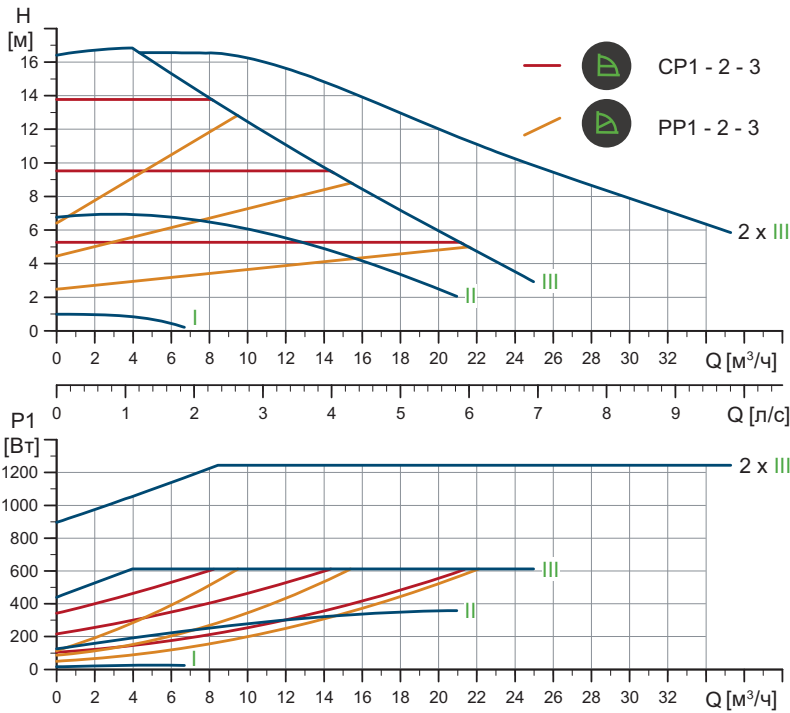 H
[м]
16
14
12
10
8
6
4
2
0
CP1 - 2 - 3
PP1 - 2 - 3
2 x III
III
II
I
0 2 4 6 8 10 12 14 16 18 20 22 24 26 28 30 32 Q [м³/ч]
0 1 2 3 4 5 6 7 8 9 Q [л/с]
P1
[Вт]
1200
1000
800
600
400
200
0
2 x III
III
II
I
0 2 4 6 8 10 12 14 16 18 20 22 24 26 28 30 32 Q [м³/ч]